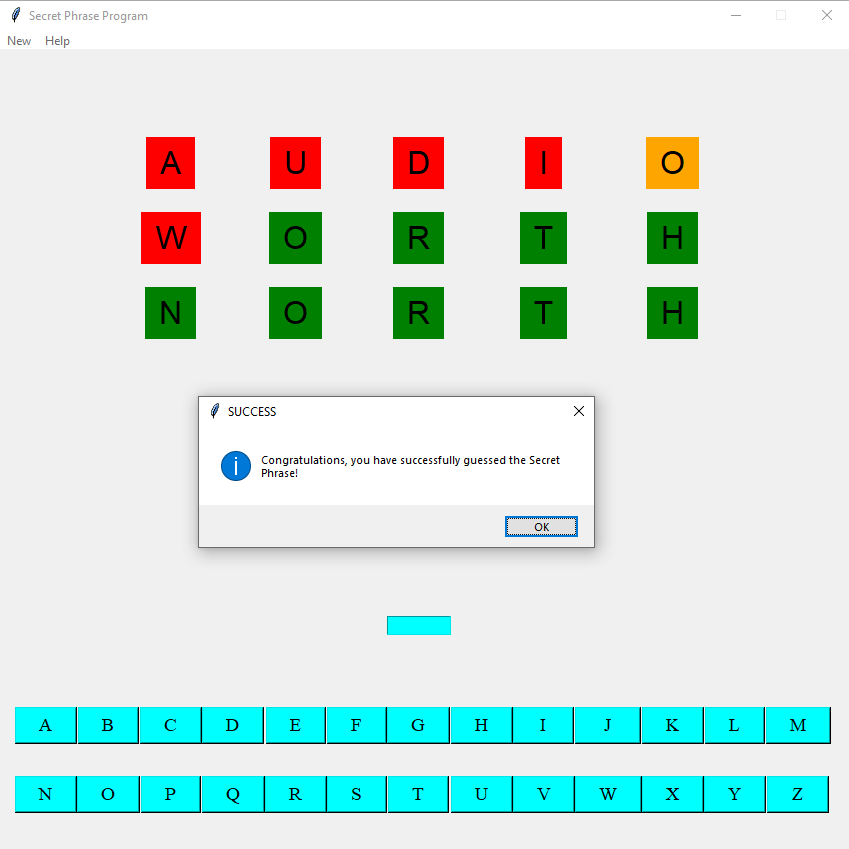 Secret Phrase Program
New Help
A U D I O
W O R T H
N O R T H
SUCCESS
Congratulations, you have successfully guessed the Secret
Phrase!
OK
A B C D E F G H I J K L M
N O P Q R S T U V W X Y Z